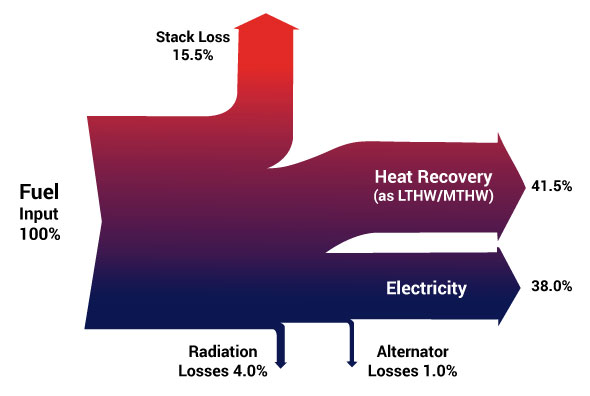 Stack Loss
15.5%
Fuel
Input
100%
Heat Recovery
(as LTHW/MTHW)
41.5%
Electricity
38.0%
Radiation
Losses 4.0%
Alternator
Losses 1.0%